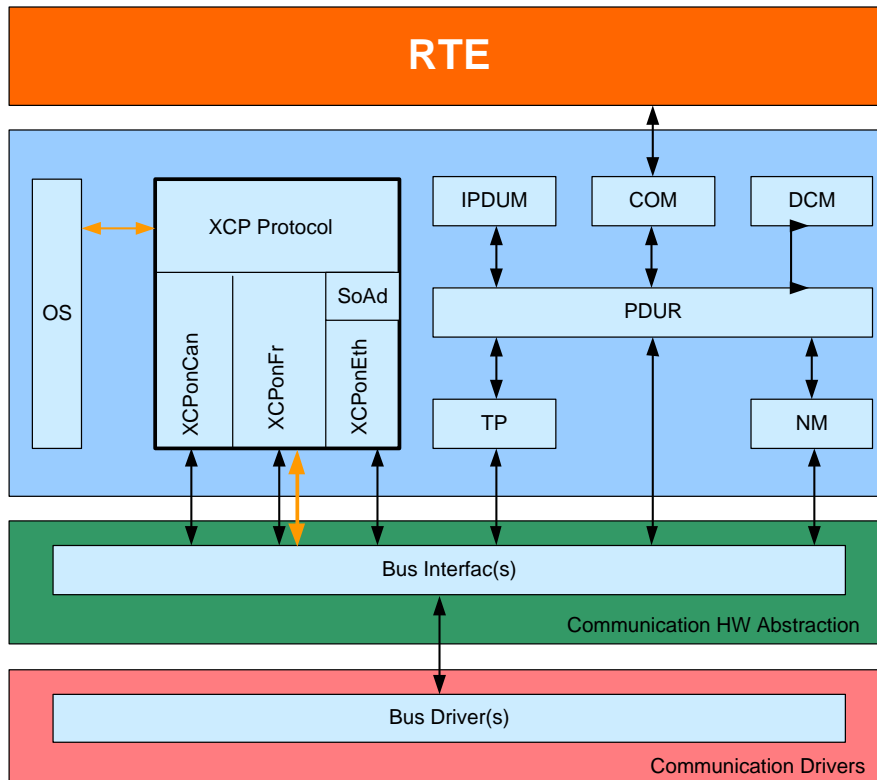 RTE
IPDUM
COM
DCM
XCP Protocol
OS
SoAd
PDUR
XCPonCan
XCPonFr
XCPonEth
TP
NM
Bus Interfac(s)
Communication HW Abstraction
Bus Driver(s)
Communication Drivers